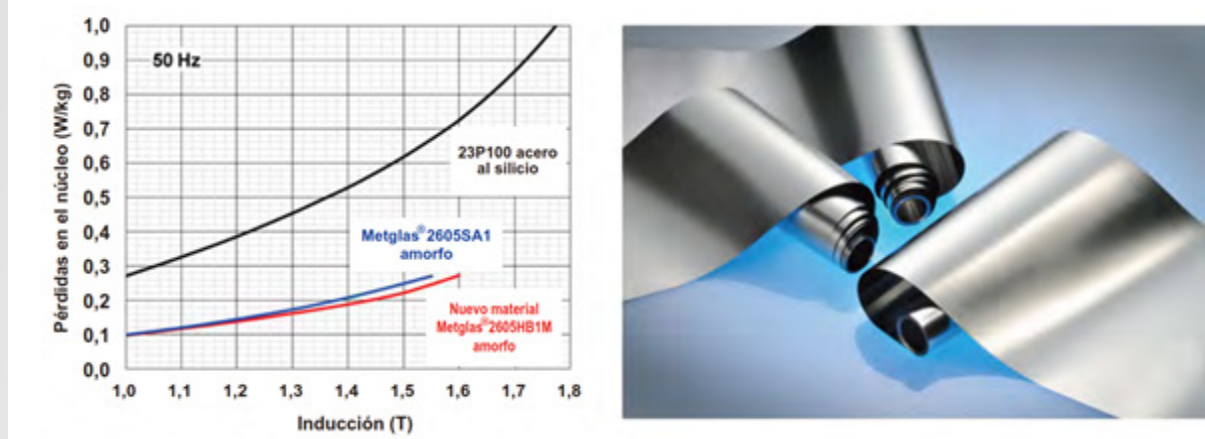 Pérdidas en el núcleo (W/kg)
1,0
0,9
0,8
0,7
0,6
0,5
0,4
0,3
0,2
0,1
0,0
50 Hz
23P100 acero
al silicio
Metglas®2605SA1
amorfo
Nuevo material
Metglas®2605HB1M
amorfo
1,0 1,1 1,2 1,3 1,4 1,5 1,6 1,7 1,8
Inducción (T)